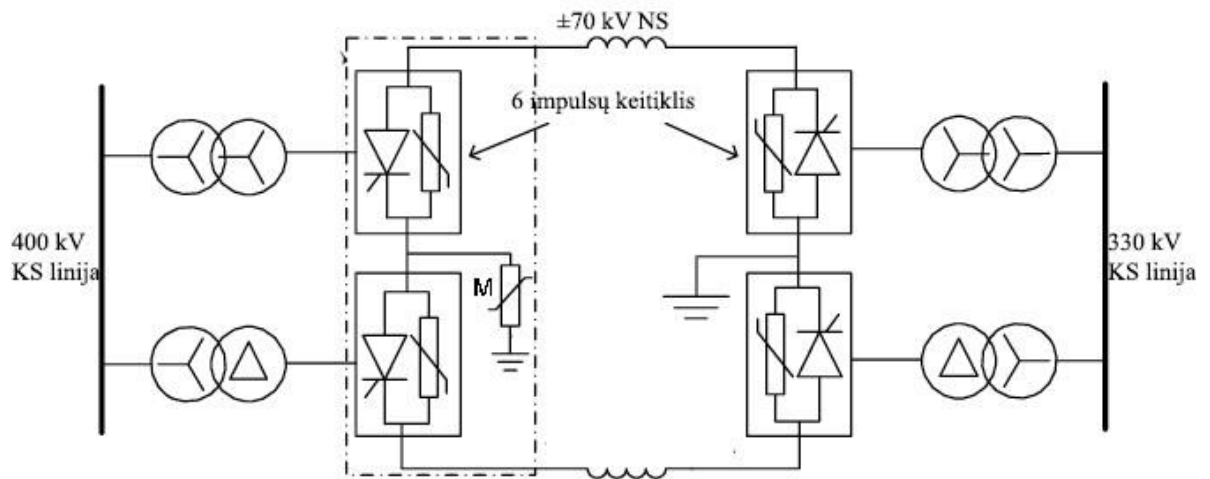 ±70 kV NS
6 impulsų keitiklis
400 kV
KS linija
M
330 kV
KS linija